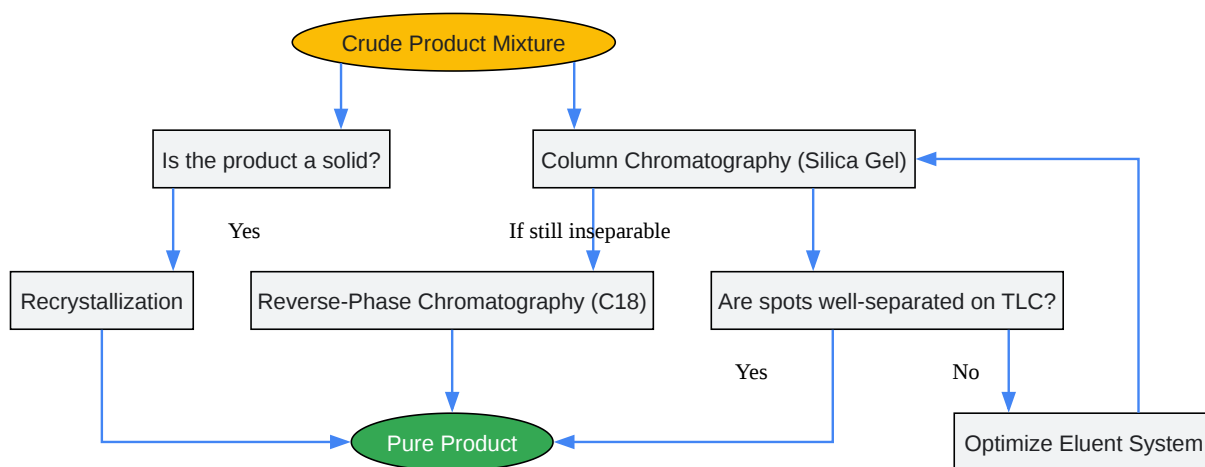 Crude Product Mixture
Is the product a solid?
Column Chromatography (Silica Gel)
Yes
If still inseparable
Recrystallization
Reverse-Phase Chromatography (C18)
Are spots well-separated on TLC?
Yes
No
Pure Product
Optimize Eluent System